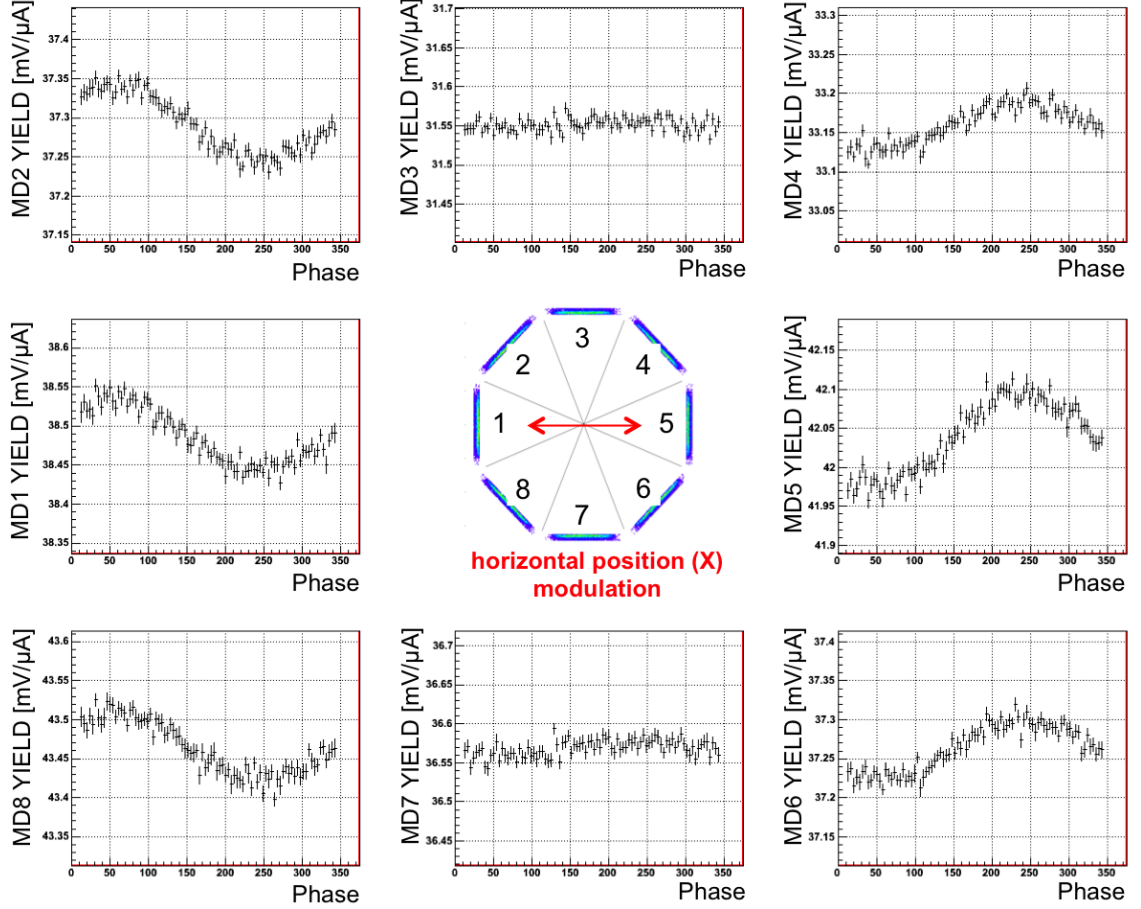 MD2 YIELD [mV/μA]
37.4
37.35
37.3
37.25
37.2
37.15
0 50 100 150 200 250 300 350
Phase
MD3 YIELD [mV/μA]
31.7
31.65
31.6
31.55
31.5
31.45
0 50 100 150 200 250 300 350
Phase
MD4 YIELD [mV/μA]
33.3
33.25
33.2
33.15
33.1
33.05
0 50 100 150 200 250 300 350
Phase
MD1 YIELD [mV/μA]
38.6
38.55
38.5
38.45
38.4
38.35
0 50 100 150 200 250 300 350
Phase
3
2 4
1 5
8 6
7
horizontal position (X)
modulation
MD5 YIELD [mV/μA]
42.15
42.1
42.05
42
41.95
41.9
0 50 100 150 200 250 300 350
Phase
MD8 YIELD [mV/μA]
43.6
43.55
43.5
43.45
43.4
43.35
0 50 100 150 200 250 300 350
Phase
MD7 YIELD [mV/μA]
36.7
36.65
36.6
36.55
36.5
36.45
0 50 100 150 200 250 300 350
Phase
MD6 YIELD [mV/μA]
37.4
37.35
37.3
37.25
37.2
37.15
0 50 100 150 200 250 300 350
Phase